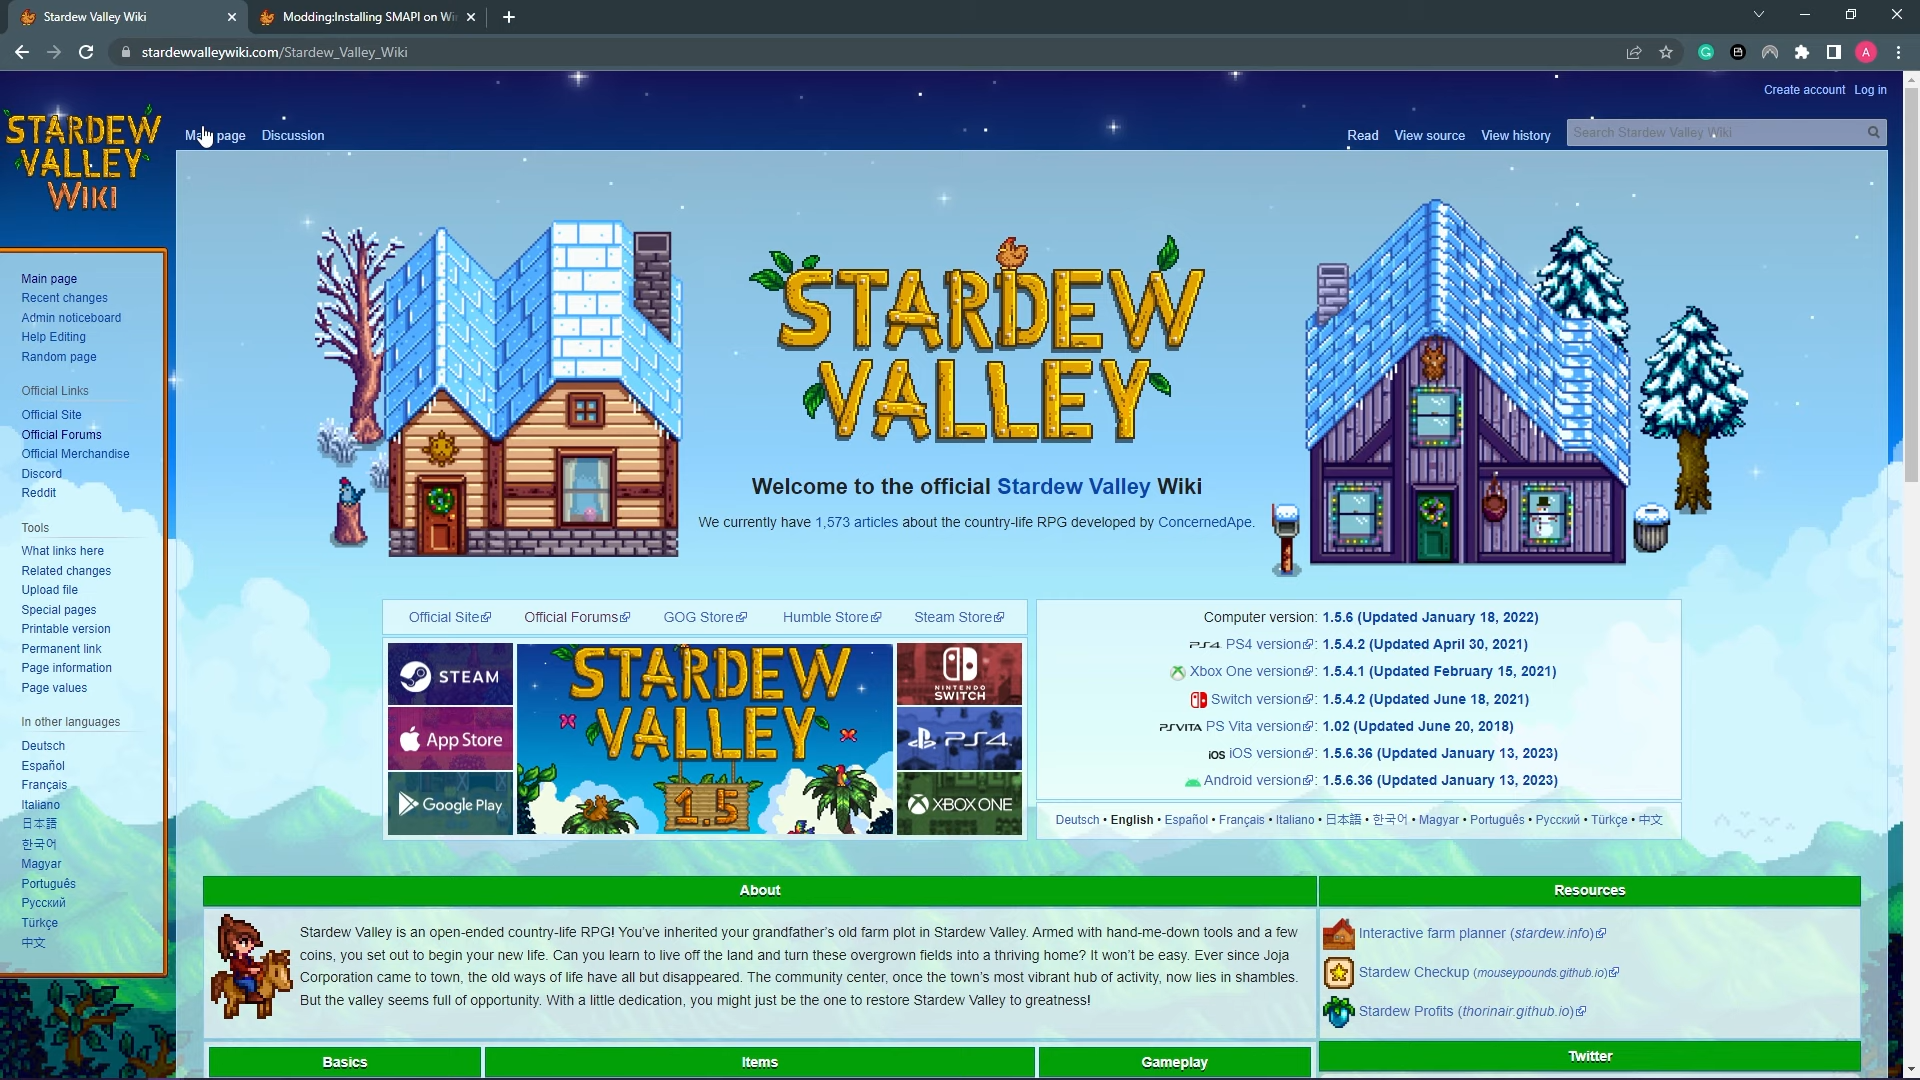 Stardew Valley Wiki
Modding:Installing SMAPI on Wi
stardewvalleywiki.com/Stardew_Valley_Wiki
A
Create account Log in
STARDEW VALLEY WIKI
Main page Discussion
Read View source View history Search Stardew Valley Wiki
Main page
Recent changes
Admin noticeboard
Help Editing
Random page
Official Links
Official Site
Official Forums
Official Merchandise
Discord
Reddit
Tools
What links here
Related changes
Upload file
Special pages
Printable version
Permanent link
Page information
Page values
In other languages
Deutsch
Español
Français
Italiano
日本語
한국어
Magyar
Português
Русский
Türkçe
中文
STARDEW
VALLEY
Welcome to the official Stardew Valley Wiki
We currently have 1,573 articles about the country-life RPG developed by ConcernedApe.
Official Site Official Forums GOG Store Humble Store Steam Store
STEAM
App Store
Google Play
STARDEW
VALLEY
1.5
NINTENDO
SWITCH
PS4
XBOX ONE
Computer version: 1.5.6 (Updated January 18, 2022)
PS4 PS4 version: 1.5.4.2 (Updated April 30, 2021)
Xbox One version: 1.5.4.1 (Updated February 15, 2021)
Switch version: 1.5.4.2 (Updated June 18, 2021)
PSVITA PS Vita version: 1.02 (Updated June 20, 2018)
iOS iOS version: 1.5.6.36 (Updated January 13, 2023)
Android version: 1.5.6.36 (Updated January 13, 2023)
Deutsch • English • Español • Français • Italiano • 日本語 • 한국어 • Magyar • Português • Русский • Türkçe • 中文
About
Stardew Valley is an open-ended country-life RPG! You've inherited your grandfather's old farm plot in Stardew Valley. Armed with hand-me-down tools and a few
coins, you set out to begin your new life. Can you learn to live off the land and turn these overgrown fields into a thriving home? It won't be easy. Ever since Joja
Corporation came to town, the old ways of life have all but disappeared. The community center, once the town's most vibrant hub of activity, now lies in shambles.
But the valley seems full of opportunity. With a little dedication, you might just be the one to restore Stardew Valley to greatness!
Resources
Interactive farm planner (stardew.info)
Stardew Checkup (mouseypounds.github.io)
Stardew Profits (thorinair.github.io)
Basics Items Gameplay
Twitter